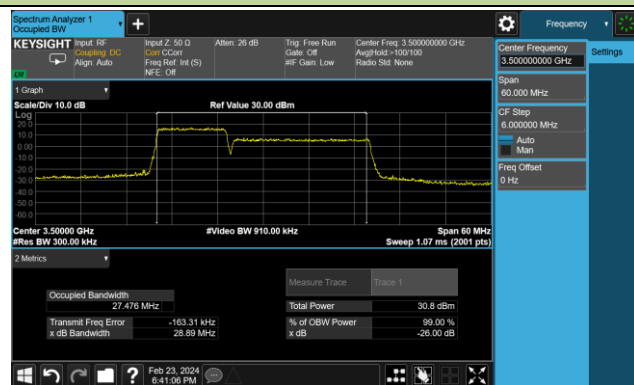 Spectrum Analyzer 1
Occupied BW
Frequency
KEYSIGHT
Input: RF
Coupling: DC
Align: Auto
Input Z: 50 Ω
Corr CCorr
Freq Ref: Int (S)
NFE: Off
Atten: 26 dB
Trig: Free Run
Gate: Off
#IF Gain: Low
Center Freq: 3.500000000 GHz
Avg|Hold:>100/100
Radio Std: None
Center Frequency
3.500000000 GHz
Settings
Span
60.000 MHz
CF Step
6.000000 MHz
Auto
Man
Freq Offset
0 Hz
1 Graph
Scale/Div 10.0 dB
Ref Value 30.00 dBm
Log
20.0
10.0
0.00
-10.0
-20.0
-30.0
-40.0
-50.0
-60.0
Center 3.50000 GHz
#Video BW 910.00 kHz
Span 60 MHz
#Res BW 300.00 kHz
Sweep 1.07 ms (2001 pts)
2 Metrics
Measure Trace
Trace 1
Occupied Bandwidth
27.476 MHz
Total Power
30.8 dBm
Transmit Freq Error
-163.31 kHz
% of OBW Power
99.00 %
x dB Bandwidth
28.89 MHz
x dB
-26.00 dB
?
Feb 23, 2024
6:41:06 PM